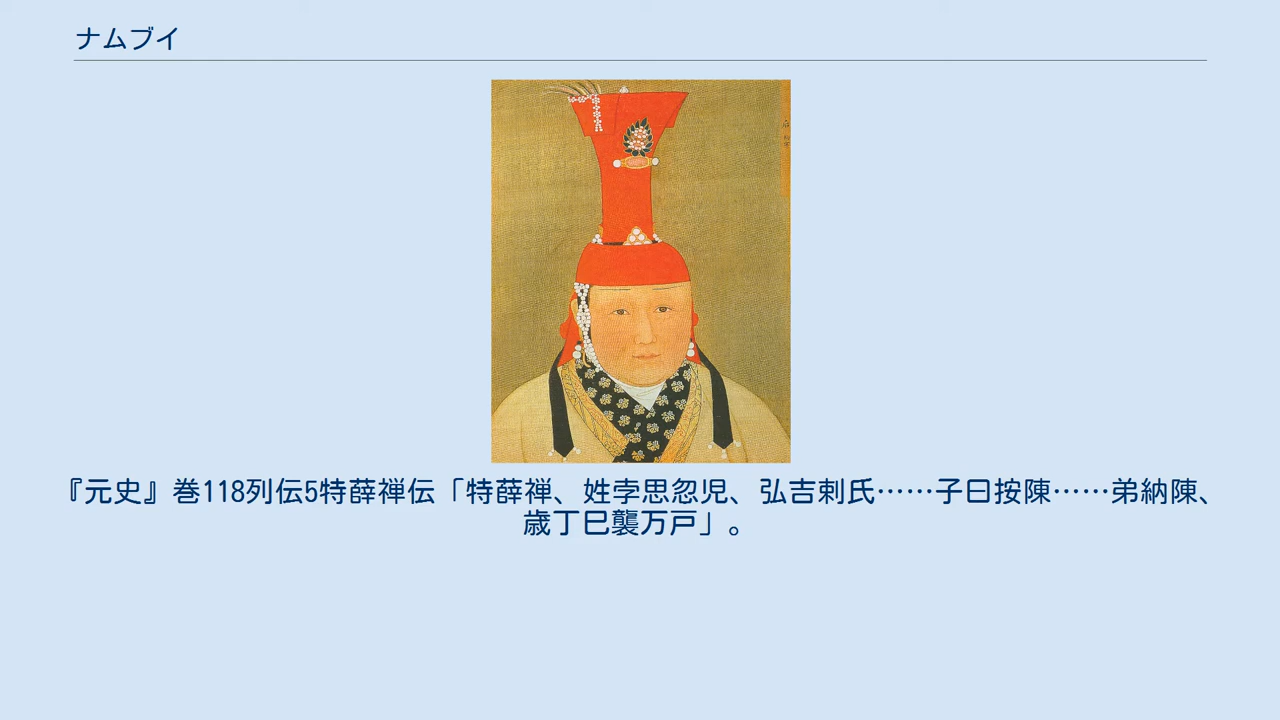 ナムブイ
『元史』巻118列伝5特薛禅伝「特薛禅、姓孛思忽児、弘吉剌氏……子曰按陳……弟納陳、
歳丁巳襲万戸」。